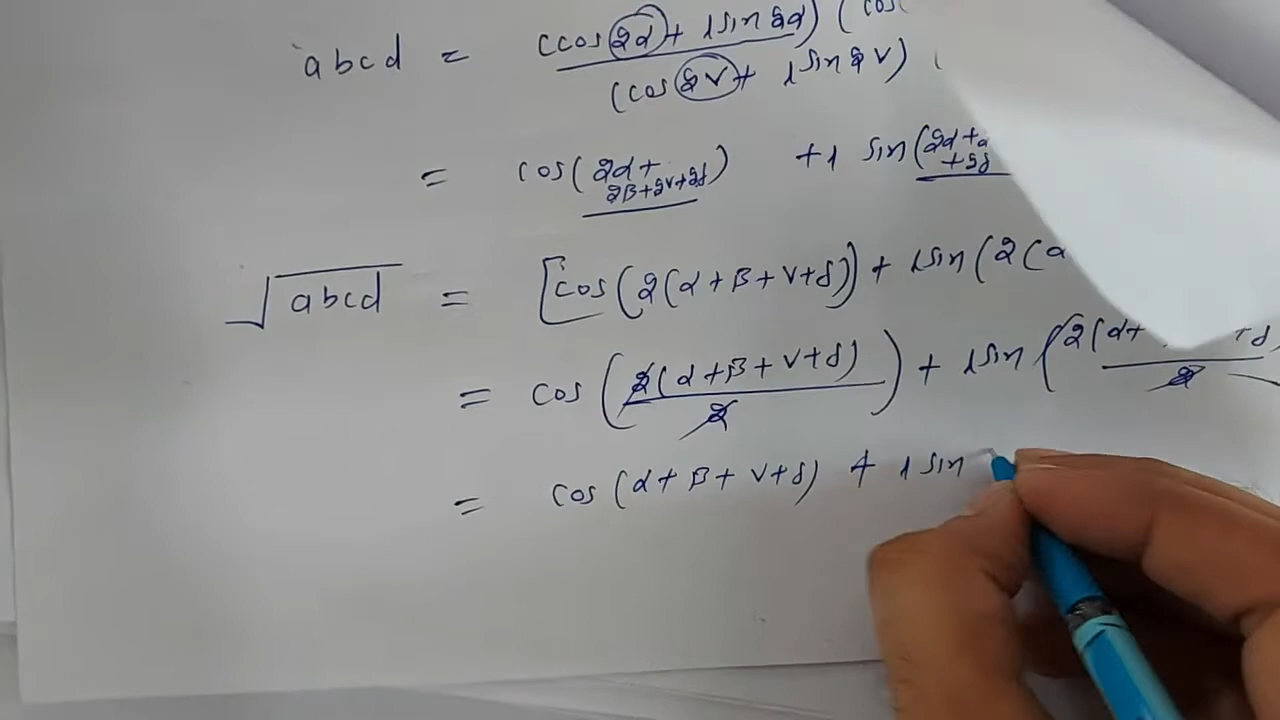 abcd = (cos 2α + i sin 2α) (cos
(cos 2γ + i sin 2γ) (
= cos(2α + 2β+2γ+2δ) + i sin(2α+ +2δ
√abcd = [cos(2(α+β+γ+δ)) + i sin(2(α
= cos(2(α+β+γ+δ)/2) + i sin(2(α+ +δ /2
= cos(α+β+γ+δ) + i sin